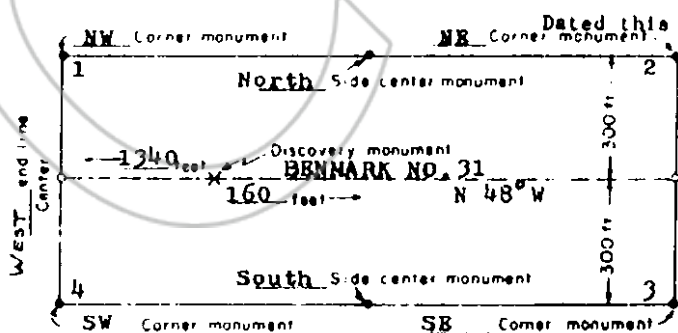 Dated this
NW Corner monument NE Corner monument
1 2
North Side center monument
300 ft
1340 feet Discovery monument
BENMARK NO. 31
160 feet N 48° W
WEST end line
Center
300 ft
South Side center monument
4 3
SW Corner monument SE Corner monument